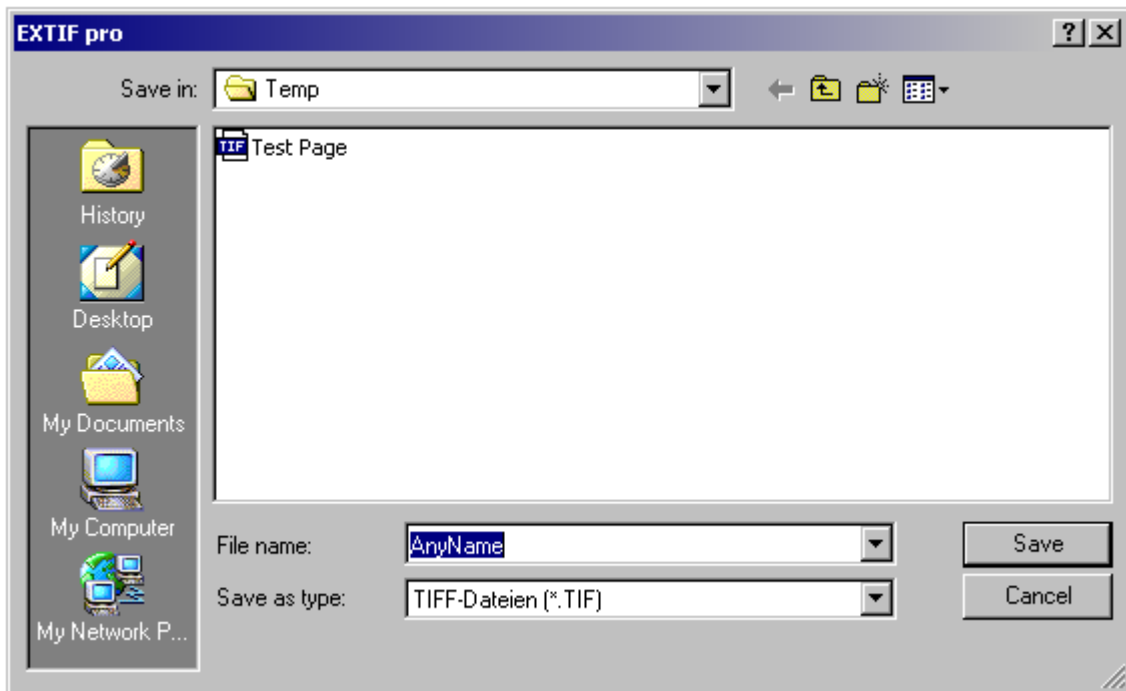 EXTIF pro
Save in: Temp
TIF Test Page
History
Desktop
My Documents
My Computer
My Network P...
File name: AnyName Save
Save as type: TIFF-Dateien (*.TIF) Cancel